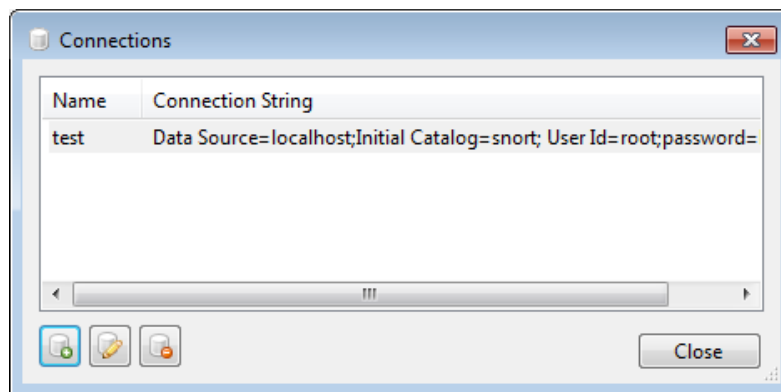 Connections
Name Connection String
test Data Source=localhost;Initial Catalog=snort; User Id=root;password=
Close